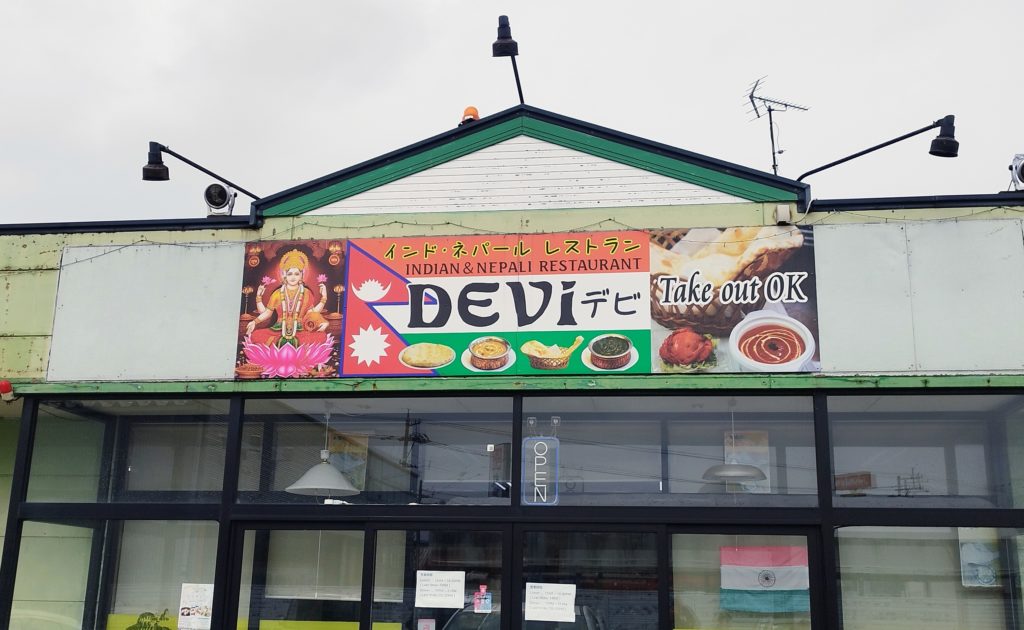 インド・ネパール レストラン
INDIAN & NEPALI RESTAURANT
DEVi デビ
Take out OK
OPEN